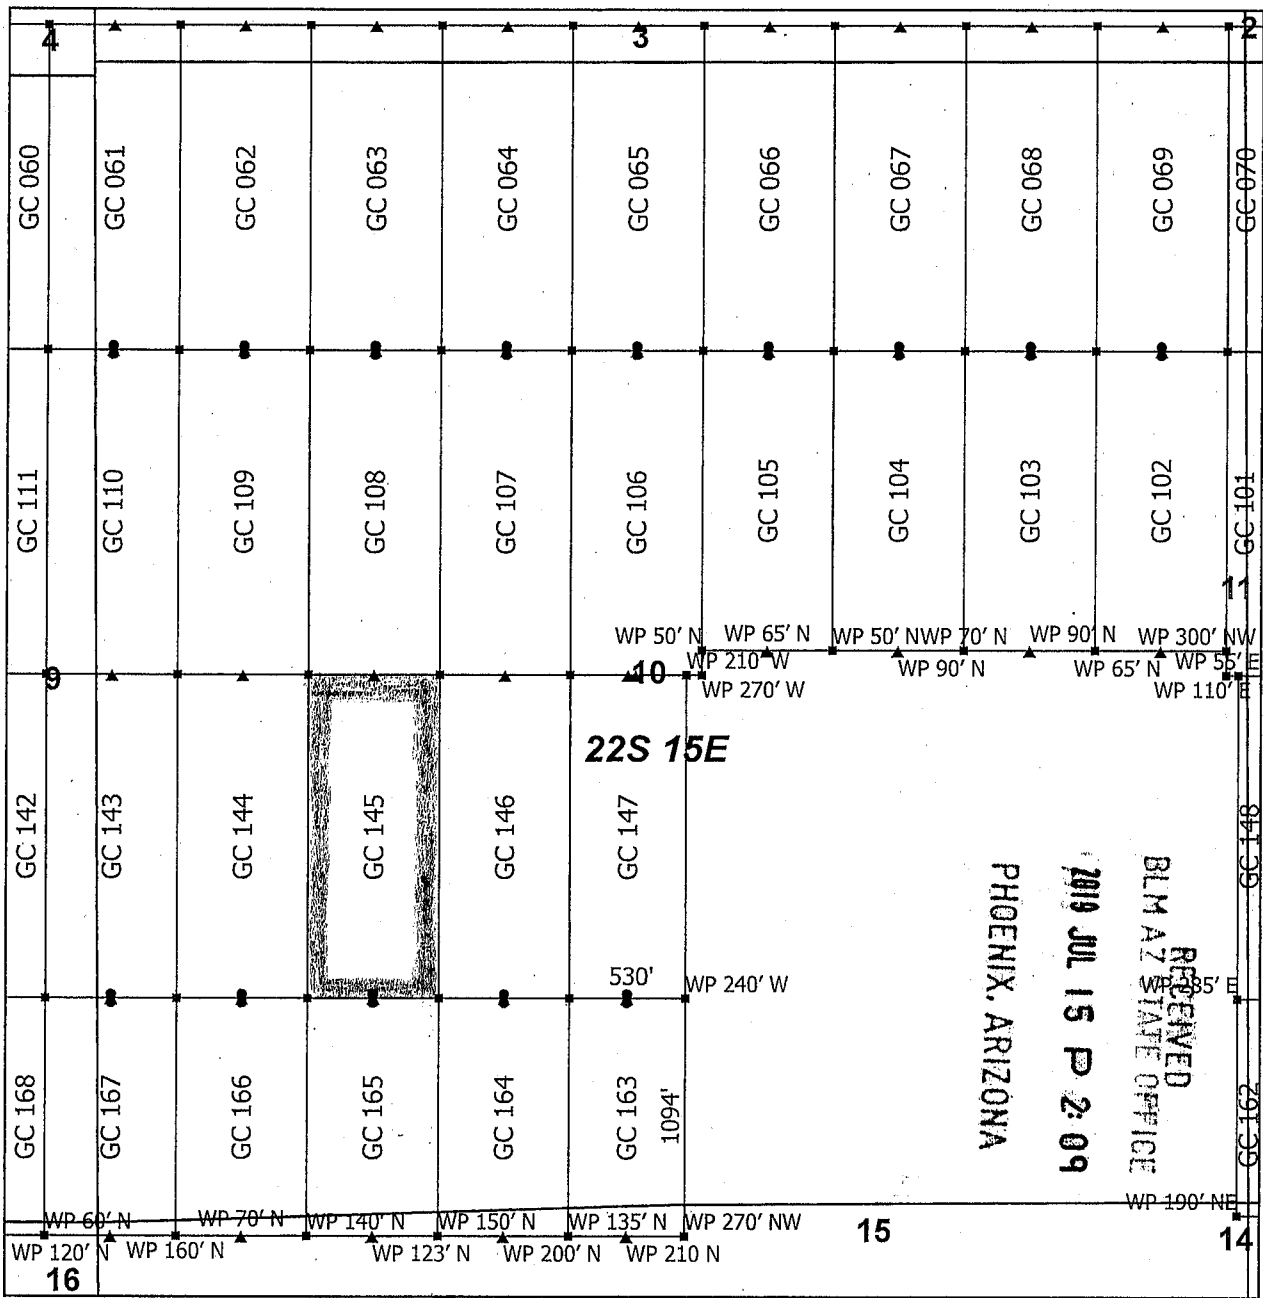 4 3 2
GC 060 GC 061 GC 062 GC 063 GC 064 GC 065 GC 066 GC 067 GC 068 GC 069 GC 070
GC 111 GC 110 GC 109 GC 108 GC 107 GC 106 GC 105 GC 104 GC 103 GC 102 GC 101
11
WP 50' N WP 65' N WP 50' NWP 70' N WP 90' N WP 300' NW
WP 210' W WP 90' N WP 65' N WP 55' E
9 10
WP 270' W WP 110' E
22S 15E
GC 142 GC 143 GC 144 GC 145 GC 146 GC 147 GC 148
530' WP 240' W WP 285' E
RECEIVED
BLM AZ STATE OFFICE
2019 JUL 15 P 2:09
PHOENIX, ARIZONA
GC 168 GC 167 GC 166 GC 165 GC 164 GC 163 1094' GC 162
WP 190' NE
WP 60' N WP 70' N WP 140' N WP 150' N WP 135' N WP 270' NW
15 14
WP 120' N WP 160' N WP 123' N WP 200' N WP 210 N
16